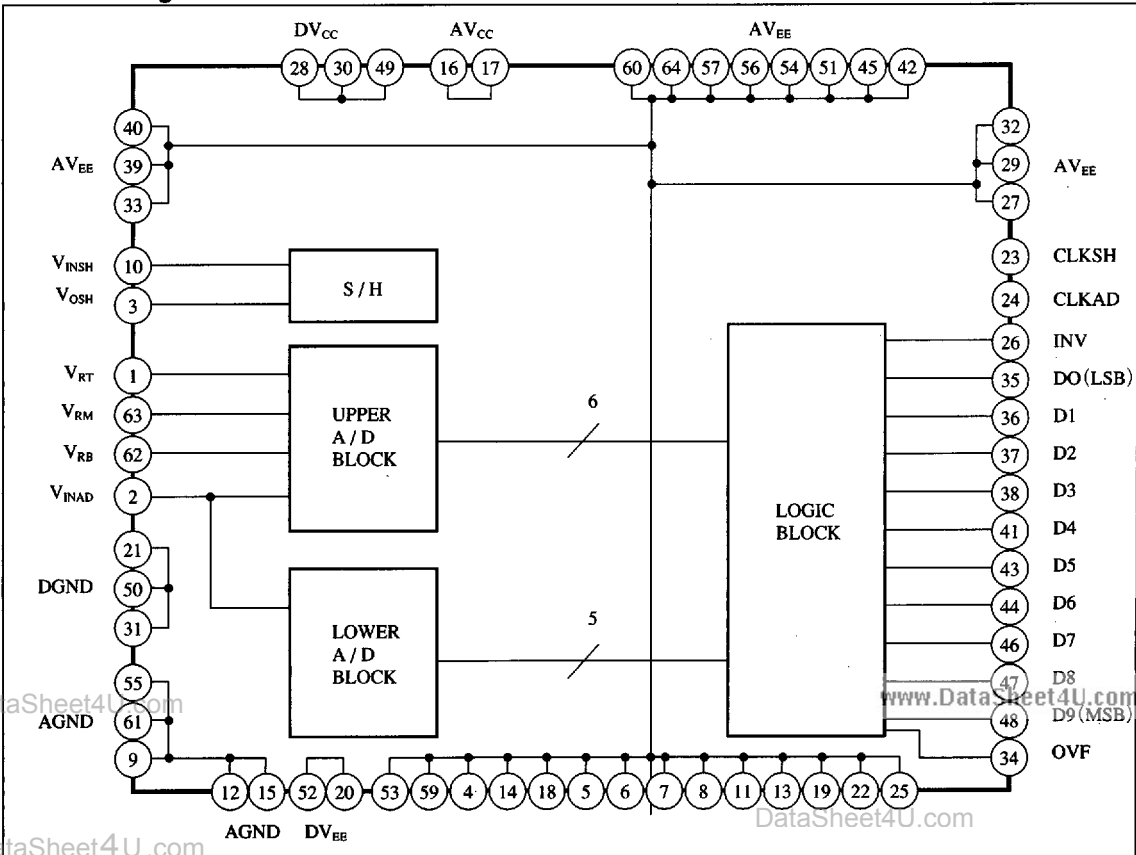 DVCC AVCC AVEE
28 30 49 16 17 60 64 57 56 54 51 45 42
40 32
AVEE 39 29 AVEE
33 27
VINSH 10 S / H 23 CLKSH
VOSH 3 24 CLKAD
26 INV
VRT 1 35 DO(LSB)
VRM 63 UPPER 6 36 D1
A / D
VRB 62 BLOCK 37 D2
VINAD 2 38 D3
LOGIC
BLOCK
21 41 D4
DGND 50 43 D5
31 LOWER 5 44 D6
A / D
BLOCK 46 D7
55 47 D8
taSheet4U.com www.DataSheet4U.com
AGND 61 48 D9(MSB)
9 34 OVF
12 15 52 20 53 59 4 14 18 5 6 7 8 11 13 19 22 25
AGND DVEE DataSheet4U.com
taSheet4U.com